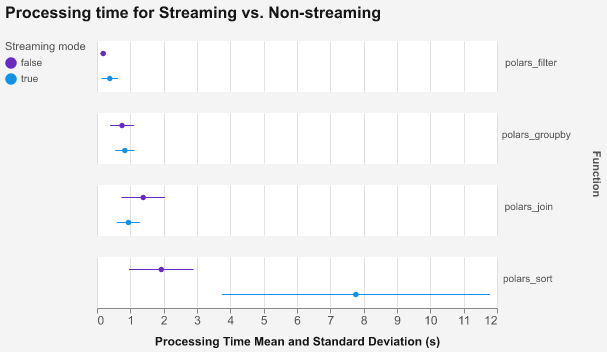 Processing time for Streaming vs. Non-streaming
Streaming mode
false
true
polars_filter
polars_groupby
polars_join
polars_sort
Function
0 1 2 3 4 5 6 7 8 9 10 11 12
Processing Time Mean and Standard Deviation (s)